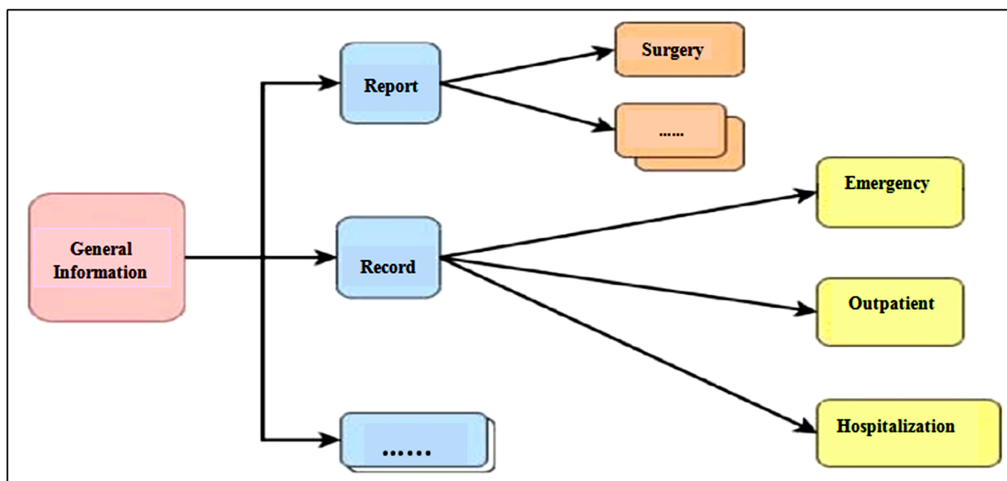 Surgery
Report
......
Emergency
General
Information
Record
Outpatient
Hospitalization
......